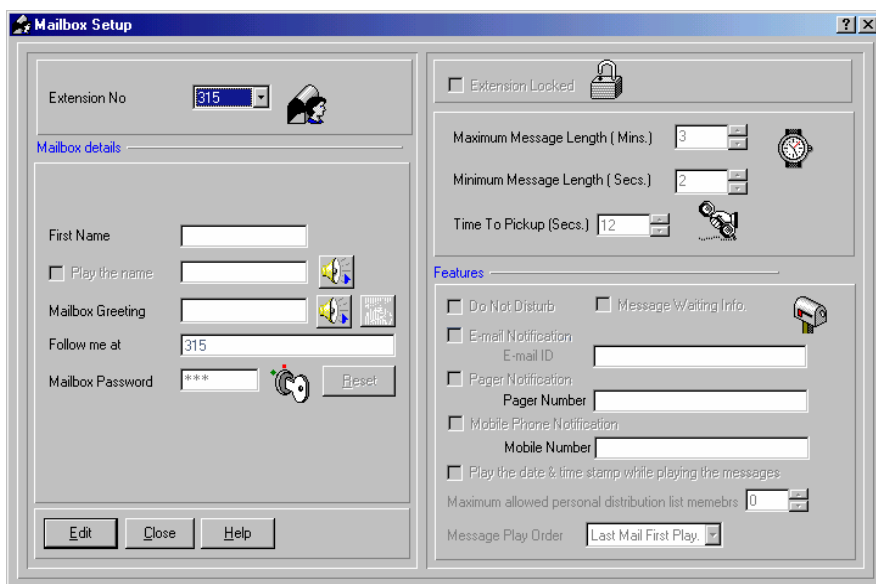 Mailbox Setup
Extension No
315
Mailbox details
First Name
Play the name
Mailbox Greeting
Follow me at
315
Mailbox Password
***
Reset
Edit
Close
Help
Extension Locked
Maximum Message Length ( Mins.)
3
Minimum Message Length ( Secs.)
2
Time To Pickup (Secs.)
12
Features
Do Not Disturb
Message Waiting Info.
E-mail Notification
E-mail ID
Pager Notification
Pager Number
Mobile Phone Notification
Mobile Number
Play the date & time stamp while playing the messages
Maximum allowed personal distribution list memebrs
0
Message Play Order
Last Mail First Play.